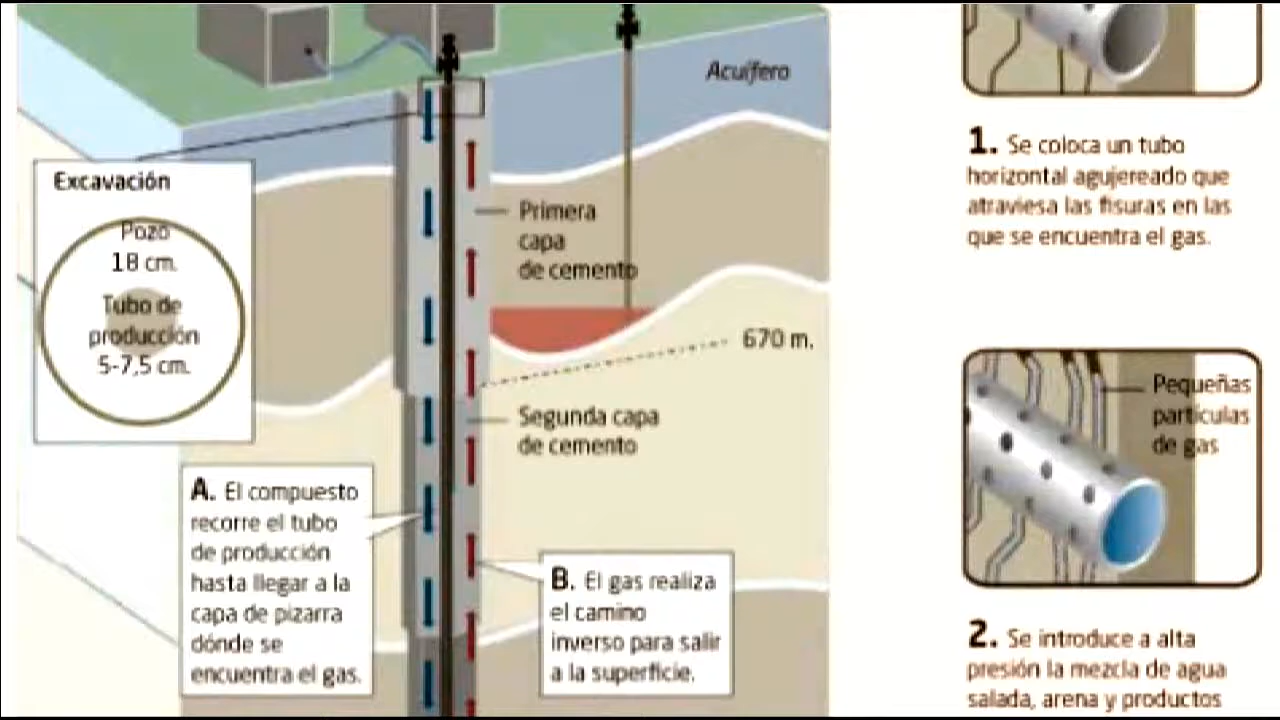 Acuífero
Excavación
Pozo
18 cm.
Tubo de
producción
5-7,5 cm.
Primera
capa
de cemento
670 m.
Segunda capa
de cemento
A. El compuesto
recorre el tubo
de producción
hasta llegar a la
capa de pizarra
dónde se
encuentra el gas.
B. El gas realiza
el camino
inverso para salir
a la superficie.
1. Se coloca un tubo
horizontal agujereado que
atraviesa las fisuras en las
que se encuentra el gas.
Pequeñas
partículas
de gas
2. Se introduce a alta
presión la mezcla de agua
salada, arena y productos